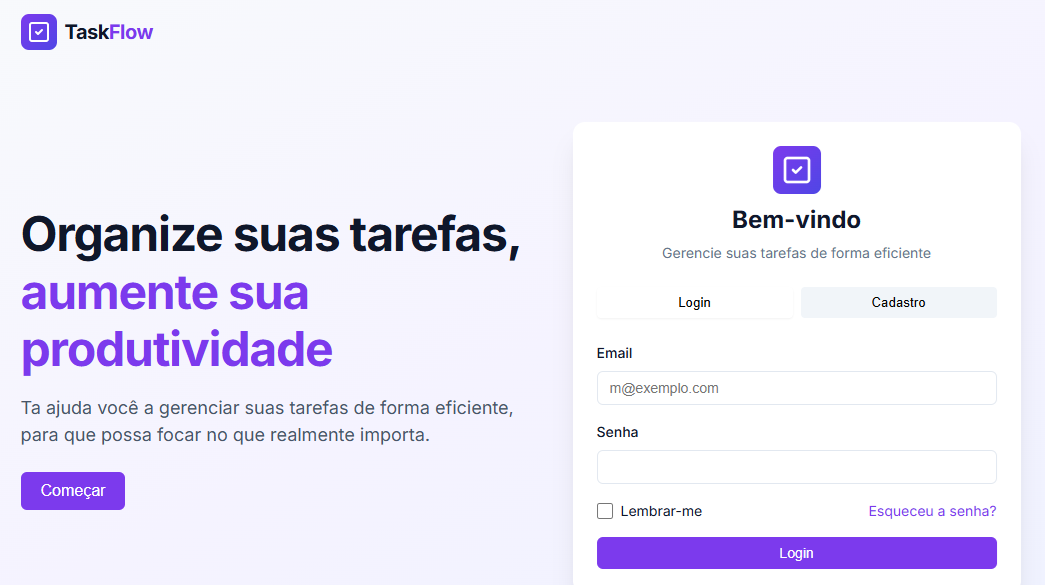 TaskFlow
Organize suas tarefas,
aumente sua
produtividade
Ta ajuda você a gerenciar suas tarefas de forma eficiente,
para que possa focar no que realmente importa.
Começar
Bem-vindo
Gerencie suas tarefas de forma eficiente
Login
Cadastro
Email
m@exemplo.com
Senha
Lembrar-me
Esqueceu a senha?
Login